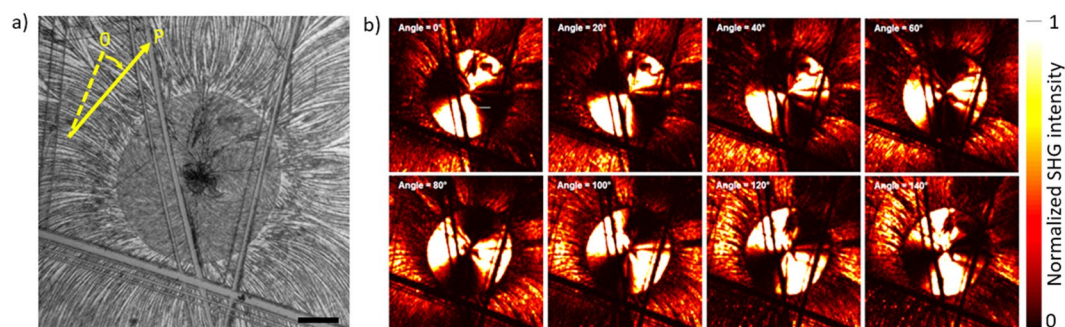 a)
0
P
b)
Angle = 0°
Angle = 20°
Angle = 40°
Angle = 60°
Angle = 80°
Angle = 100°
Angle = 120°
Angle = 140°
1
Normalized SHG intensity
0